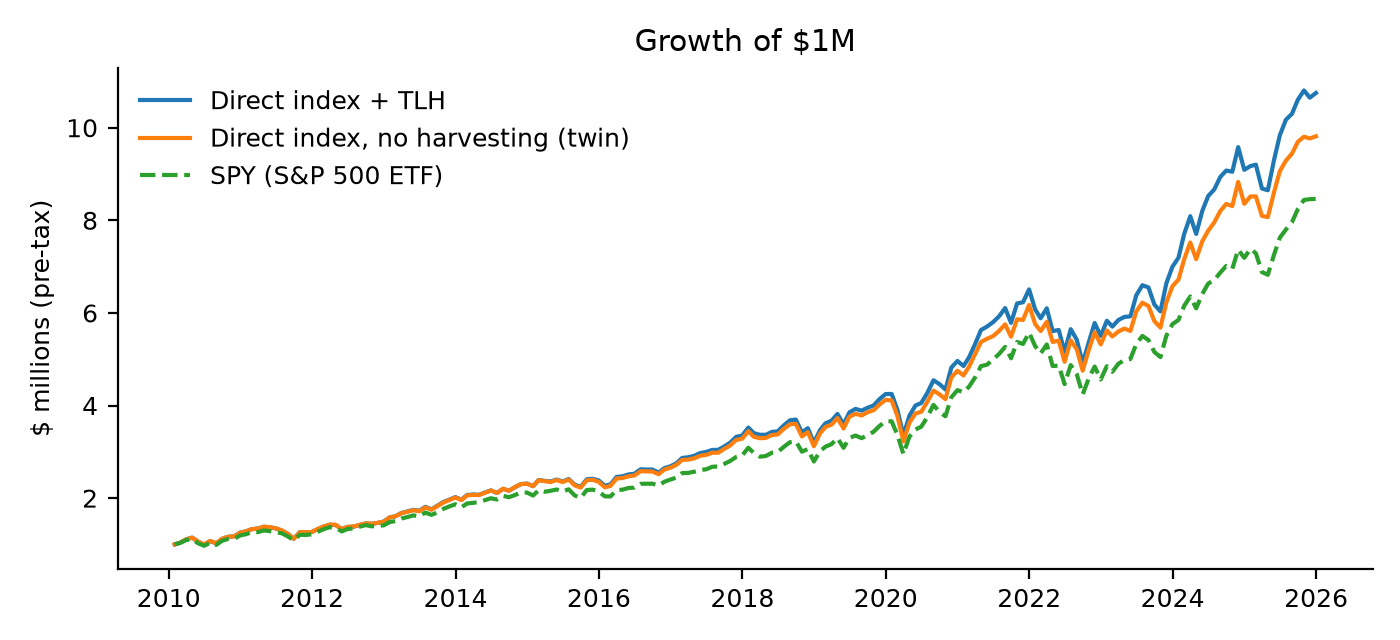 Growth of $1M
Direct index + TLH
Direct index, no harvesting (twin)
SPY (S&P 500 ETF)
$ millions (pre-tax)
10
8
6
4
2
2010 2012 2014 2016 2018 2020 2022 2024 2026